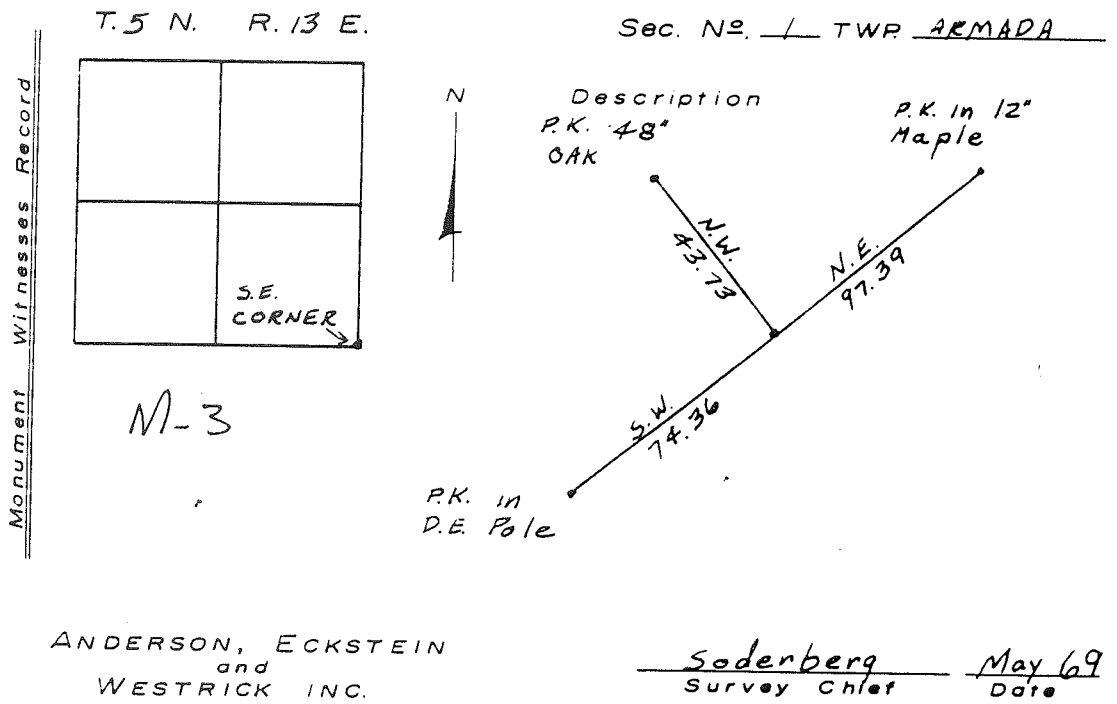 T. 5 N. R. 13 E.
Sec. Nº. 1 TWP. ARMADA
Monument Witnesses Record
N
Description
P.K. 48"
OAK
P.K. in 12"
Maple
N.W.
43.73
N.E.
97.39
S.E.
CORNER
M-3
S.W.
74.36
P.K. in
D.E. Pole
ANDERSON, ECKSTEIN
and
WESTRICK INC.
Soderberg May 69
Survey Chief Date